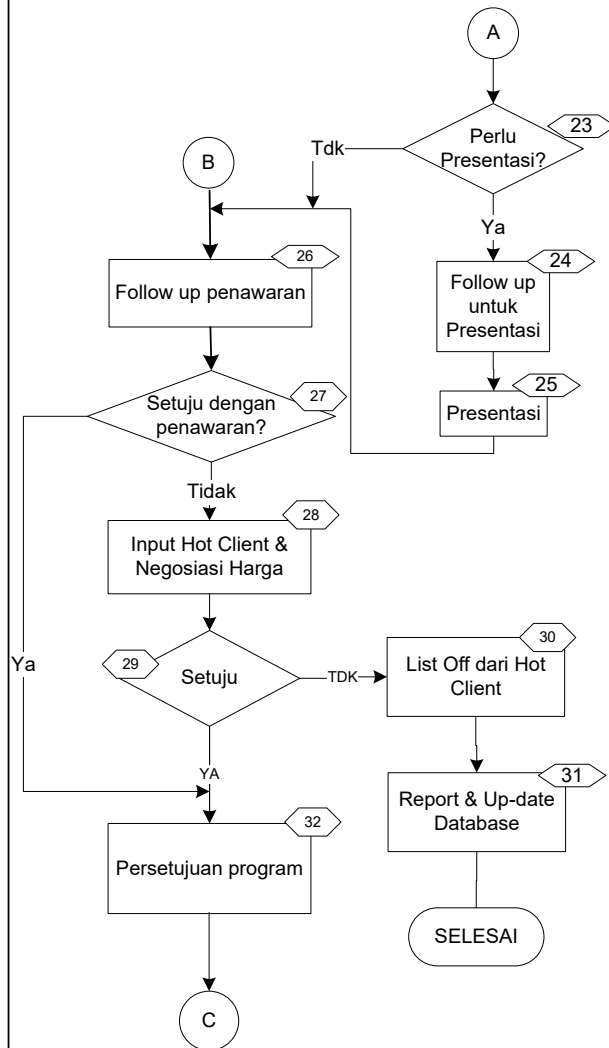 A
23
Perlu
Presentasi?
Tdk
B
Ya
26
Follow up penawaran
24
Follow up
untuk
Presentasi
27
Setuju dengan
penawaran?
25
Presentasi
Tidak
28
Input Hot Client &
Negosiasi Harga
29
Setuju
Ya
TDK
30
List Off dari Hot
Client
YA
31
Report & Up-date
Database
32
Persetujuan program
SELESAI
C